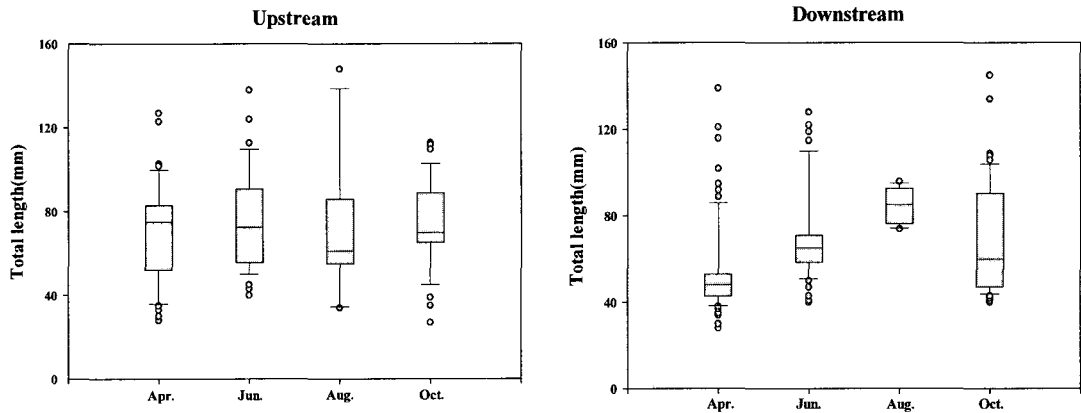 Upstream
160
120
80
40
0
Total length(mm)
Apr.
Jun.
Aug.
Oct.
Downstream
160
120
80
40
0
Total length(mm)
Apr.
Jun.
Aug.
Oct.